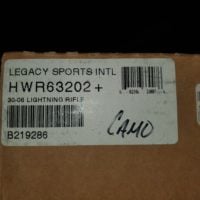 LEGACY SPORTS INTL
HWR63202+
30-06 LIGHTNING RIFLE
B219286
CAMO